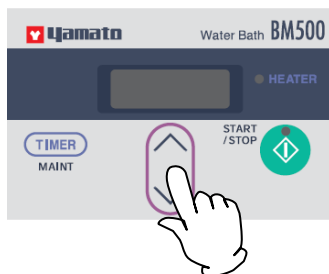 yamato
Water Bath BM500
HEATER
TIMER
MAINT
START
/STOP